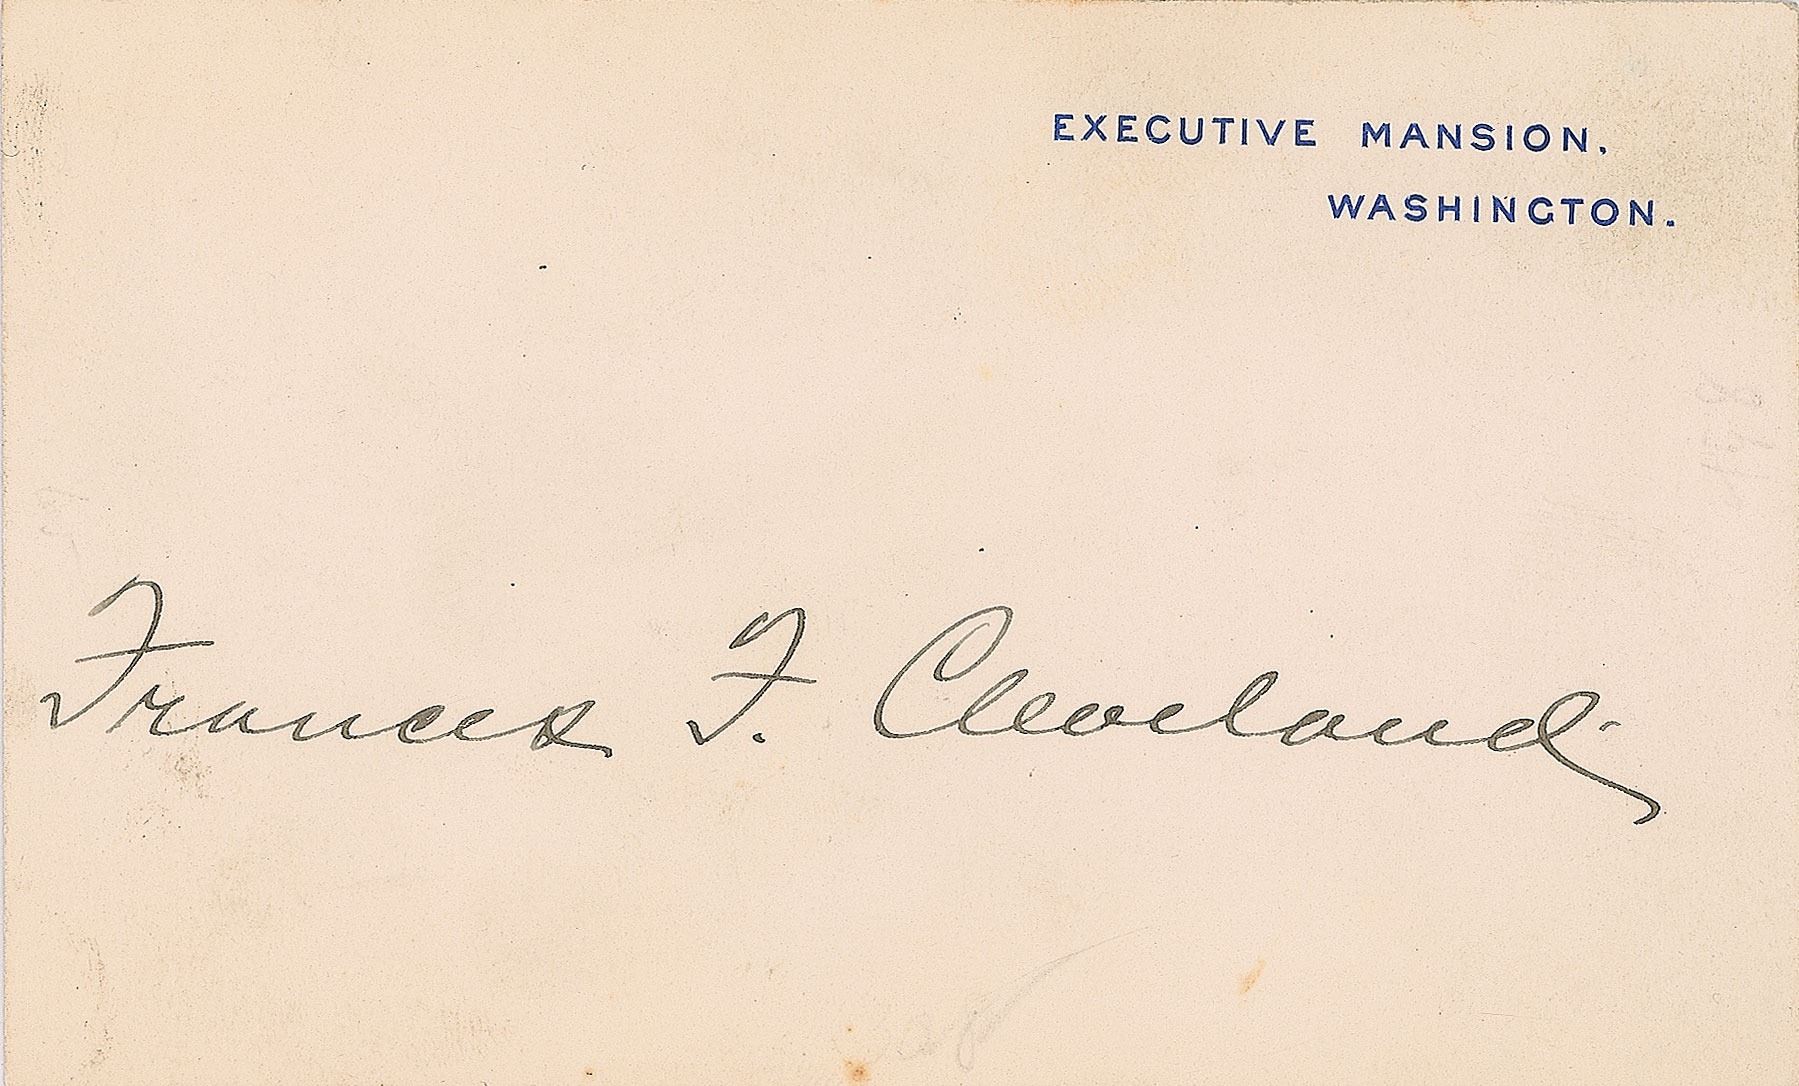 EXECUTIVE MANSION.
WASHINGTON.
Frances F. Cleveland